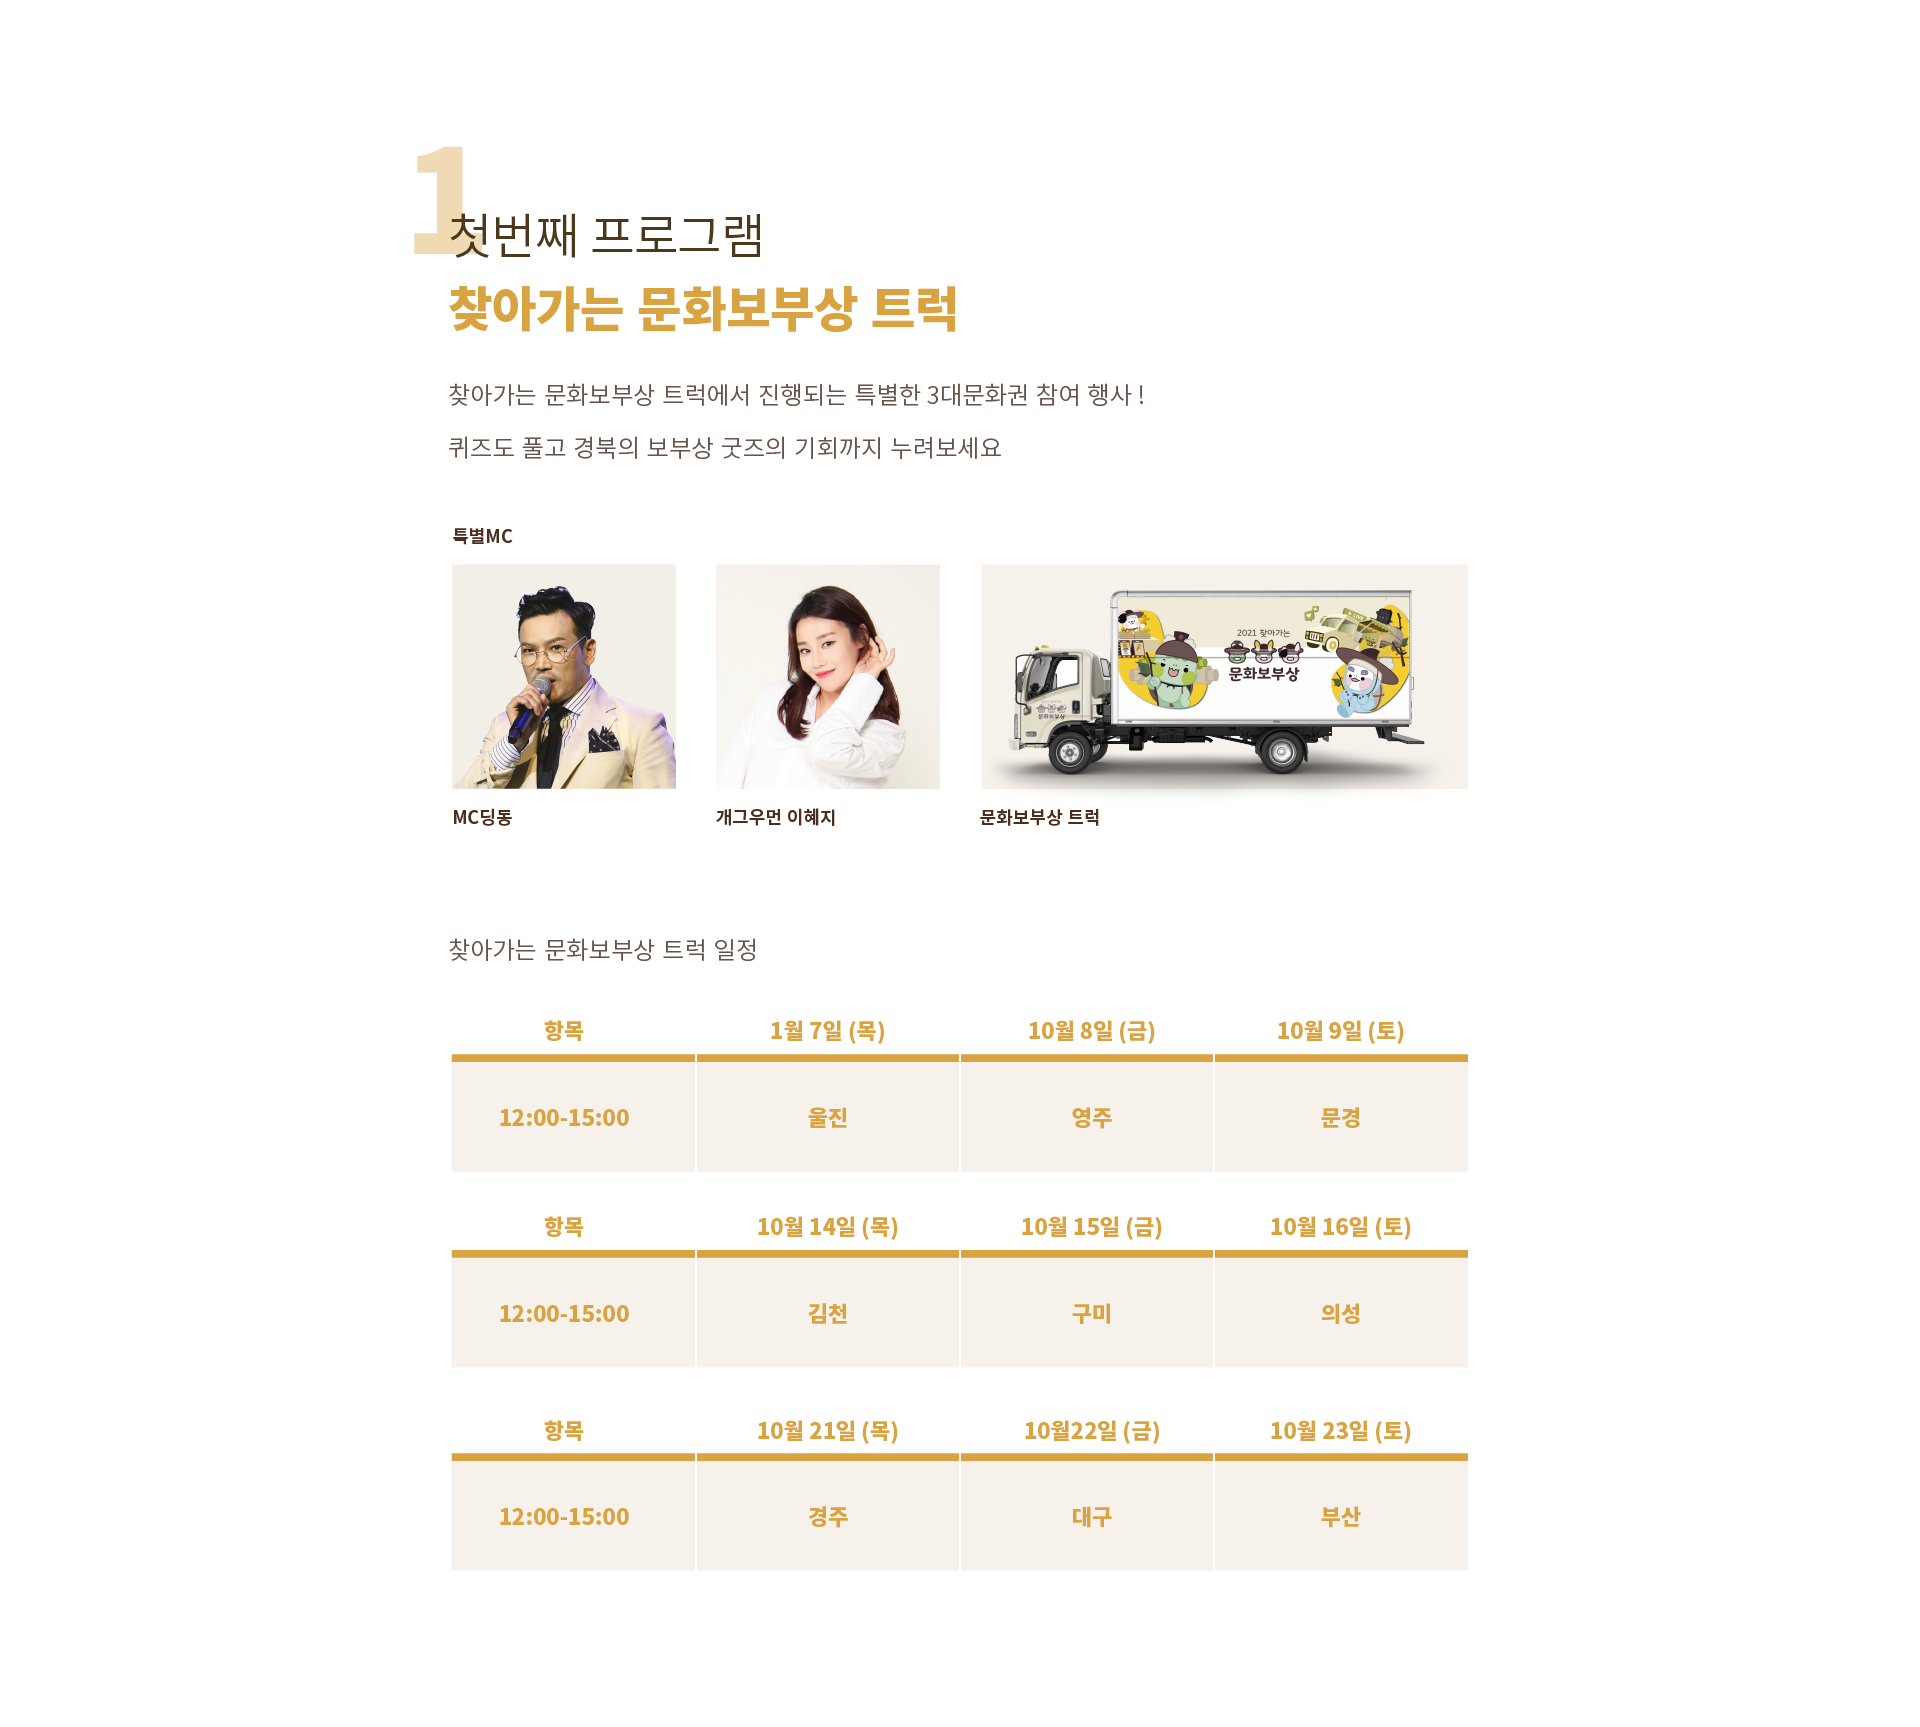 1
첫번째 프로그램
찾아가는 문화보부상 트럭
찾아가는 문화보부상 트럭에서 진행되는 특별한 3대문화권 참여 행사 !
퀴즈도 풀고 경북의 보부상 굿즈의 기회까지 누려보세요
특별MC
2021 찾아가는
문화보부상
문화보부상
MC딩동
개그우먼 이혜지
문화보부상 트럭
찾아가는 문화보부상 트럭 일정
항목 1월 7일 (목) 10월 8일 (금) 10월 9일 (토)
12:00-15:00 울진 영주 문경
항목 10월 14일 (목) 10월 15일 (금) 10월 16일 (토)
12:00-15:00 김천 구미 의성
항목 10월 21일 (목) 10월22일 (금) 10월 23일 (토)
12:00-15:00 경주 대구 부산